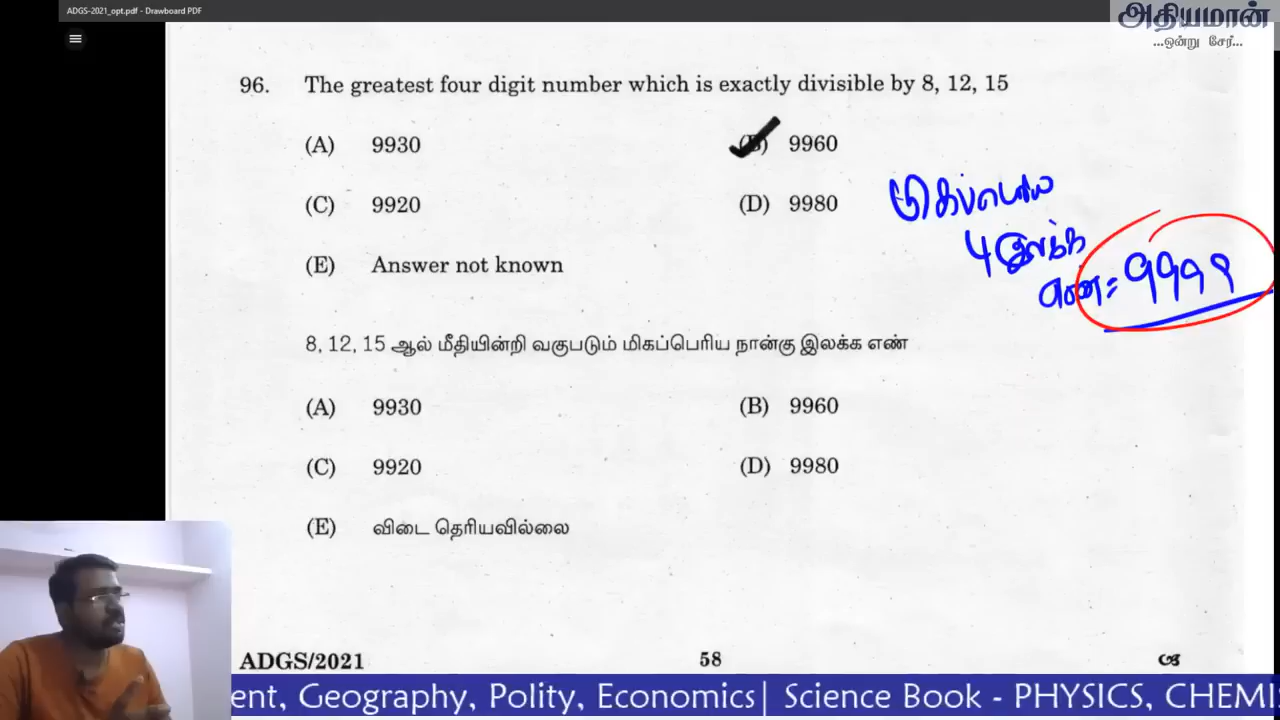 ADGS-2021_opt.pdf - Drawboard PDF
அதியமான்
...ஒன்று சேர்...
96. The greatest four digit number which is exactly divisible by 8, 12, 15
(A) 9930
(B) 9960
(C) 9920
(D) 9980
(E) Answer not known
4 இலக்க
எண் = 9999
8, 12, 15 ஆல் மீதியின்றி வகுபடும் மிகப்பெரிய நான்கு இலக்க எண்
(A) 9930
(B) 9960
(C) 9920
(D) 9980
(E) விடை தெரியவில்லை
ADGS/2021
58
ent, Geography, Polity, Economics| Science Book - PHYSICS, CHEMI